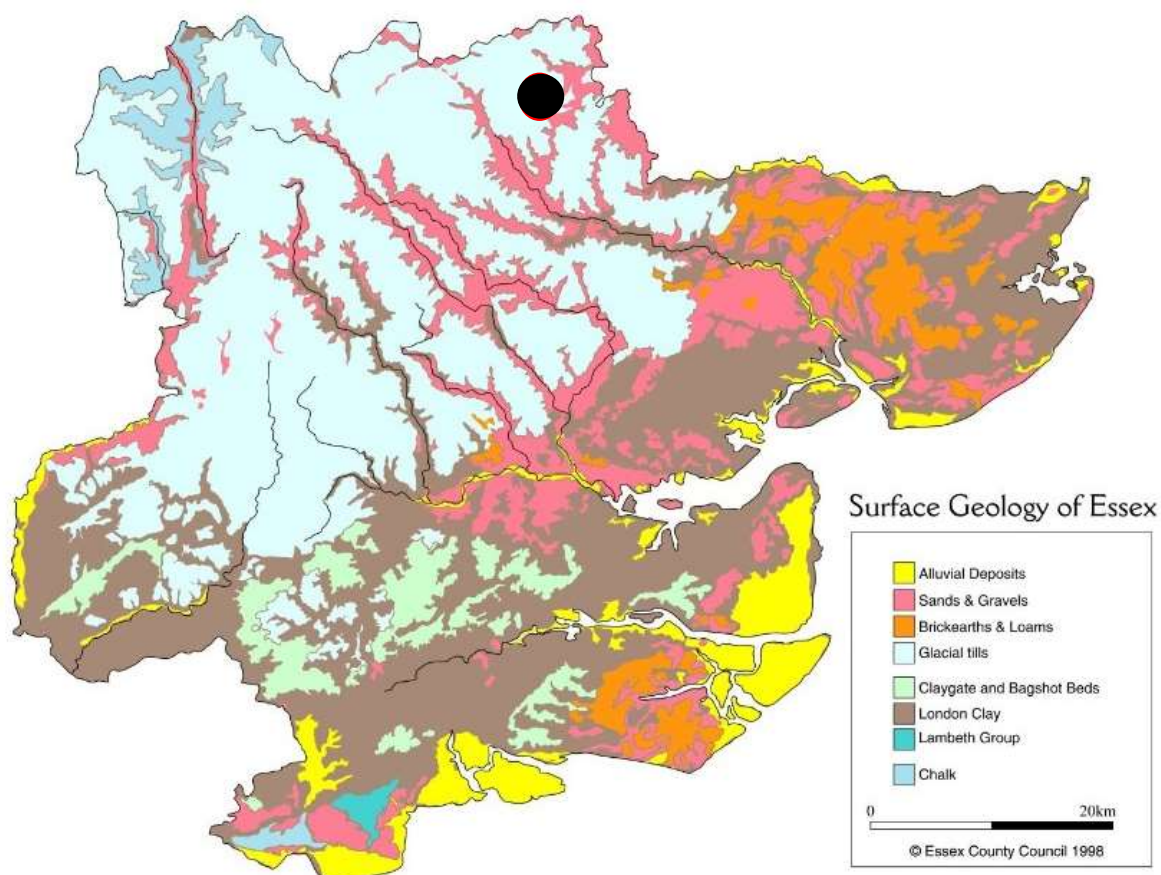 Surface Geology of Essex
Alluvial Deposits
Sands & Gravels
Brickearths & Loams
Glacial tills
Claygate and Bagshot Beds
London Clay
Lambeth Group
Chalk
0 20km
© Essex County Council 1998